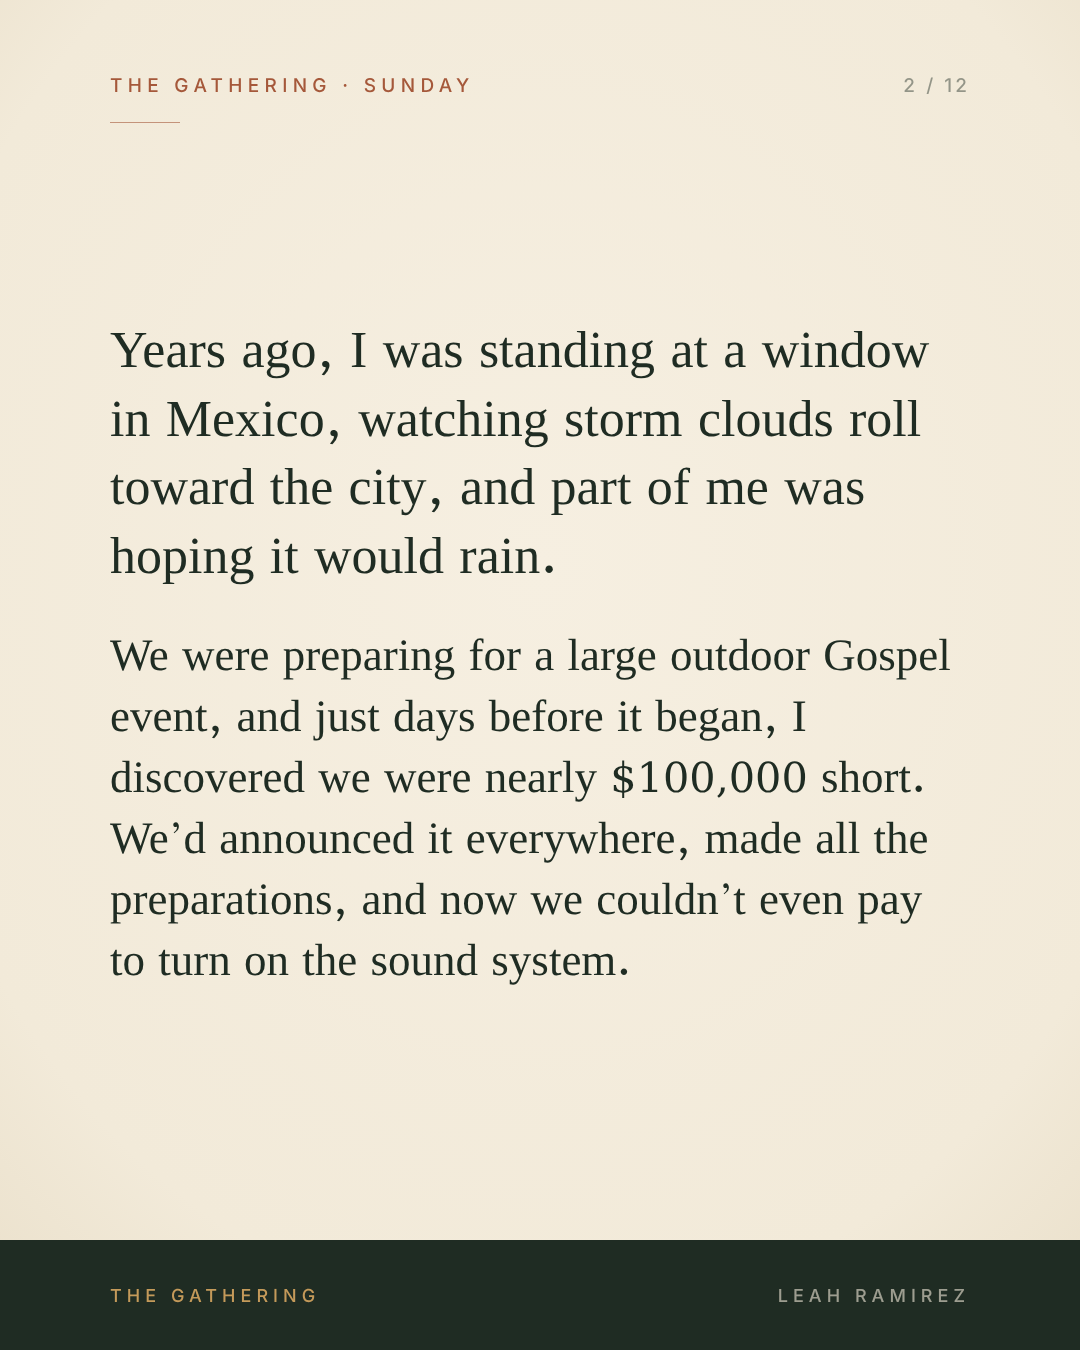 THE GATHERING · SUNDAY
2 / 12
Years ago, I was standing at a window
in Mexico, watching storm clouds roll
toward the city, and part of me was
hoping it would rain.
We were preparing for a large outdoor Gospel
event, and just days before it began, I
discovered we were nearly $100,000 short.
We’d announced it everywhere, made all the
preparations, and now we couldn’t even pay
to turn on the sound system.
THE GATHERING
LEAH RAMIREZ